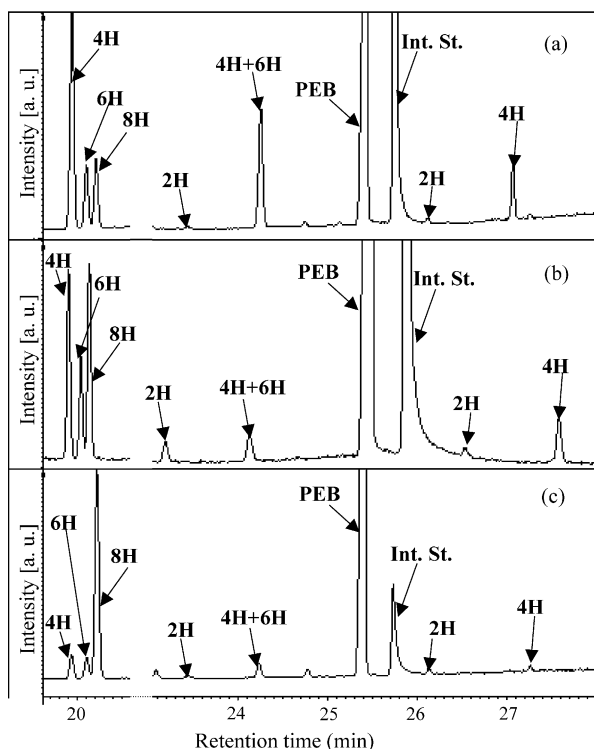 4H
6H
8H
2H
4H+6H
PEB
Int. St.
2H
4H
(a)
Intensity [a. u.]
4H
6H
8H
2H
4H+6H
PEB
Int. St.
2H
4H
(b)
Intensity [a. u.]
4H
6H
8H
2H
4H+6H
PEB
Int. St.
2H
4H
(c)
Intensity [a. u.]
20 24 25 26 27
Retention time (min)